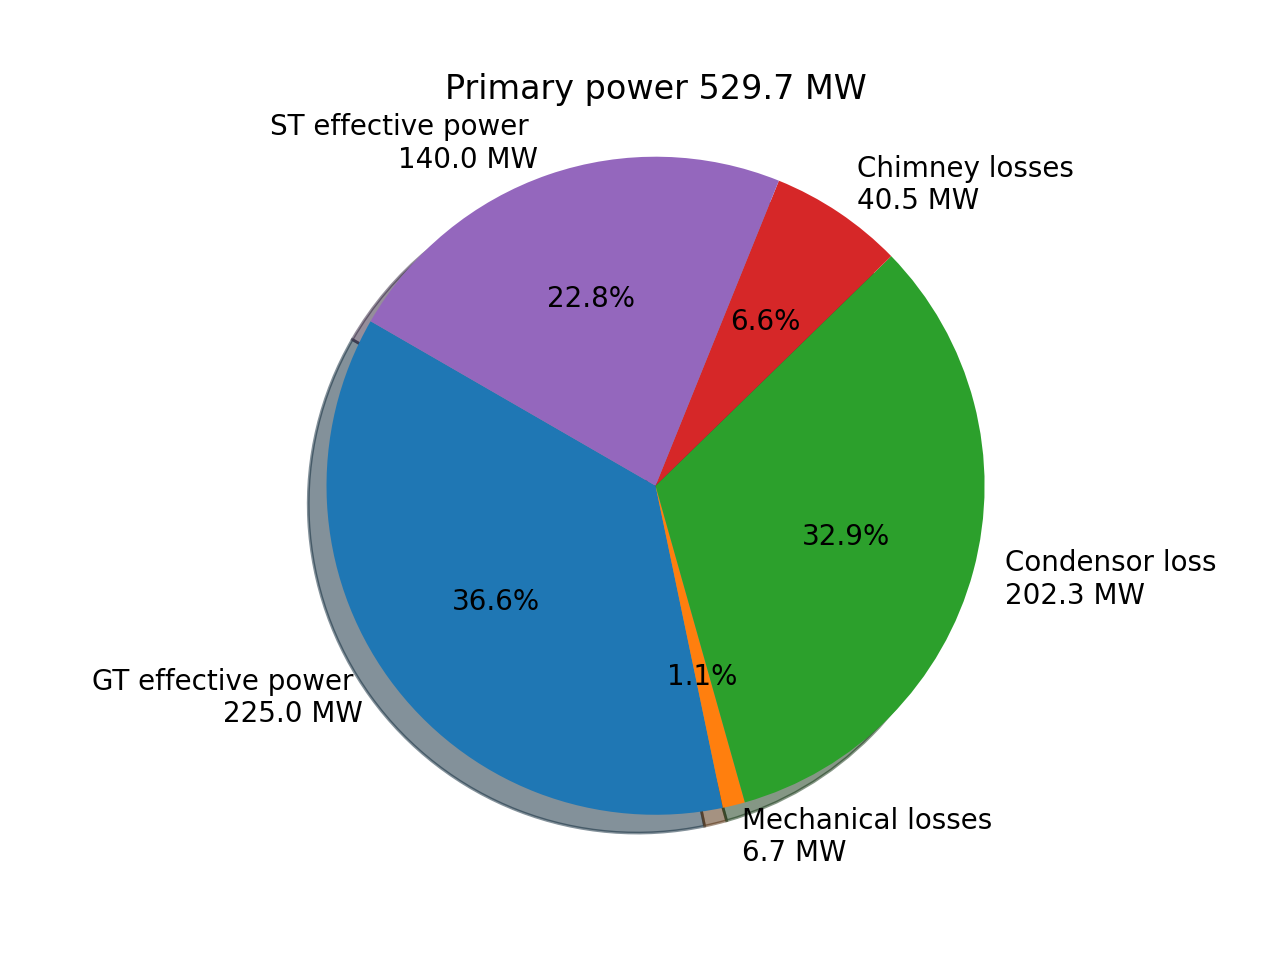 Primary power 529.7 MW
ST effective power
140.0 MW
Chimney losses
40.5 MW
22.8%
6.6%
32.9%
Condensor loss
202.3 MW
36.6%
1.1%
GT effective power
225.0 MW
Mechanical losses
6.7 MW